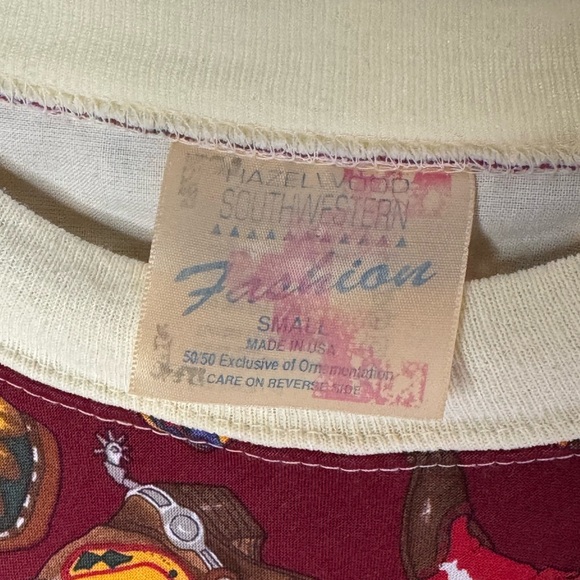 HAZELWOOD
SOUTHWESTERN
Fashion
SMALL
MADE IN USA
50/50 Exclusive of Ornamentation
CARE ON REVERSE SIDE